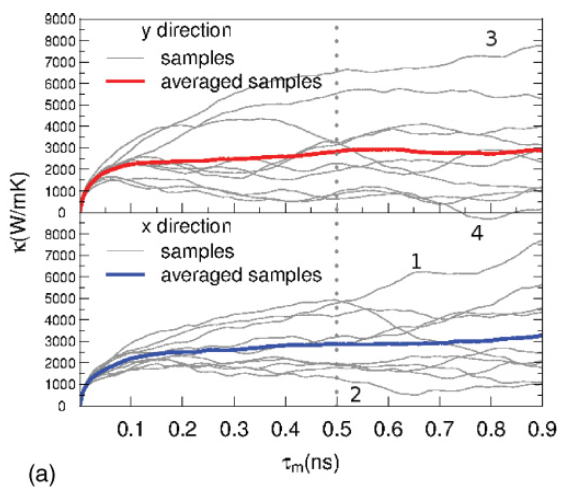 y direction
samples
averaged samples
3
9000
8000
7000
6000
5000
4000
3000
2000
1000
0
κ(W/mK)
x direction
samples
averaged samples
4
1
2
8000
7000
6000
5000
4000
3000
2000
1000
0
0.1 0.2 0.3 0.4 0.5 0.6 0.7 0.8 0.9
τm(ns)
(a)